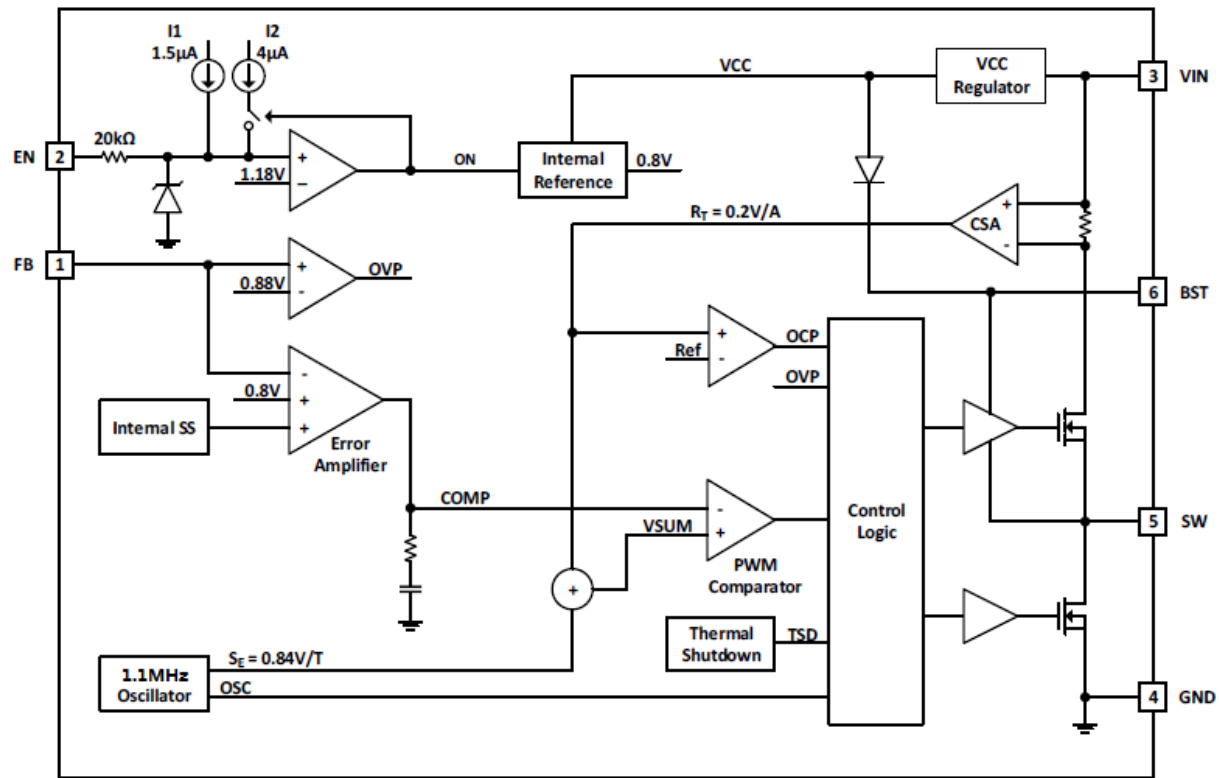 I1
1.5µA
I2
4µA
VCC
VCC
Regulator
3
VIN
EN
2
20kΩ
+
1.18V
−
ON
Internal
Reference
0.8V
R_T = 0.2V/A
CSA
+
-
FB
1
+
0.88V
-
OVP
6
BST
+
Ref
-
OCP
OVP
-
0.8V
+
Internal SS
+
Error
Amplifier
COMP
-
VSUM
+
PWM
Comparator
Control
Logic
5
SW
+
Thermal
Shutdown
TSD
S_E = 0.84V/T
1.1MHz
Oscillator
OSC
4
GND